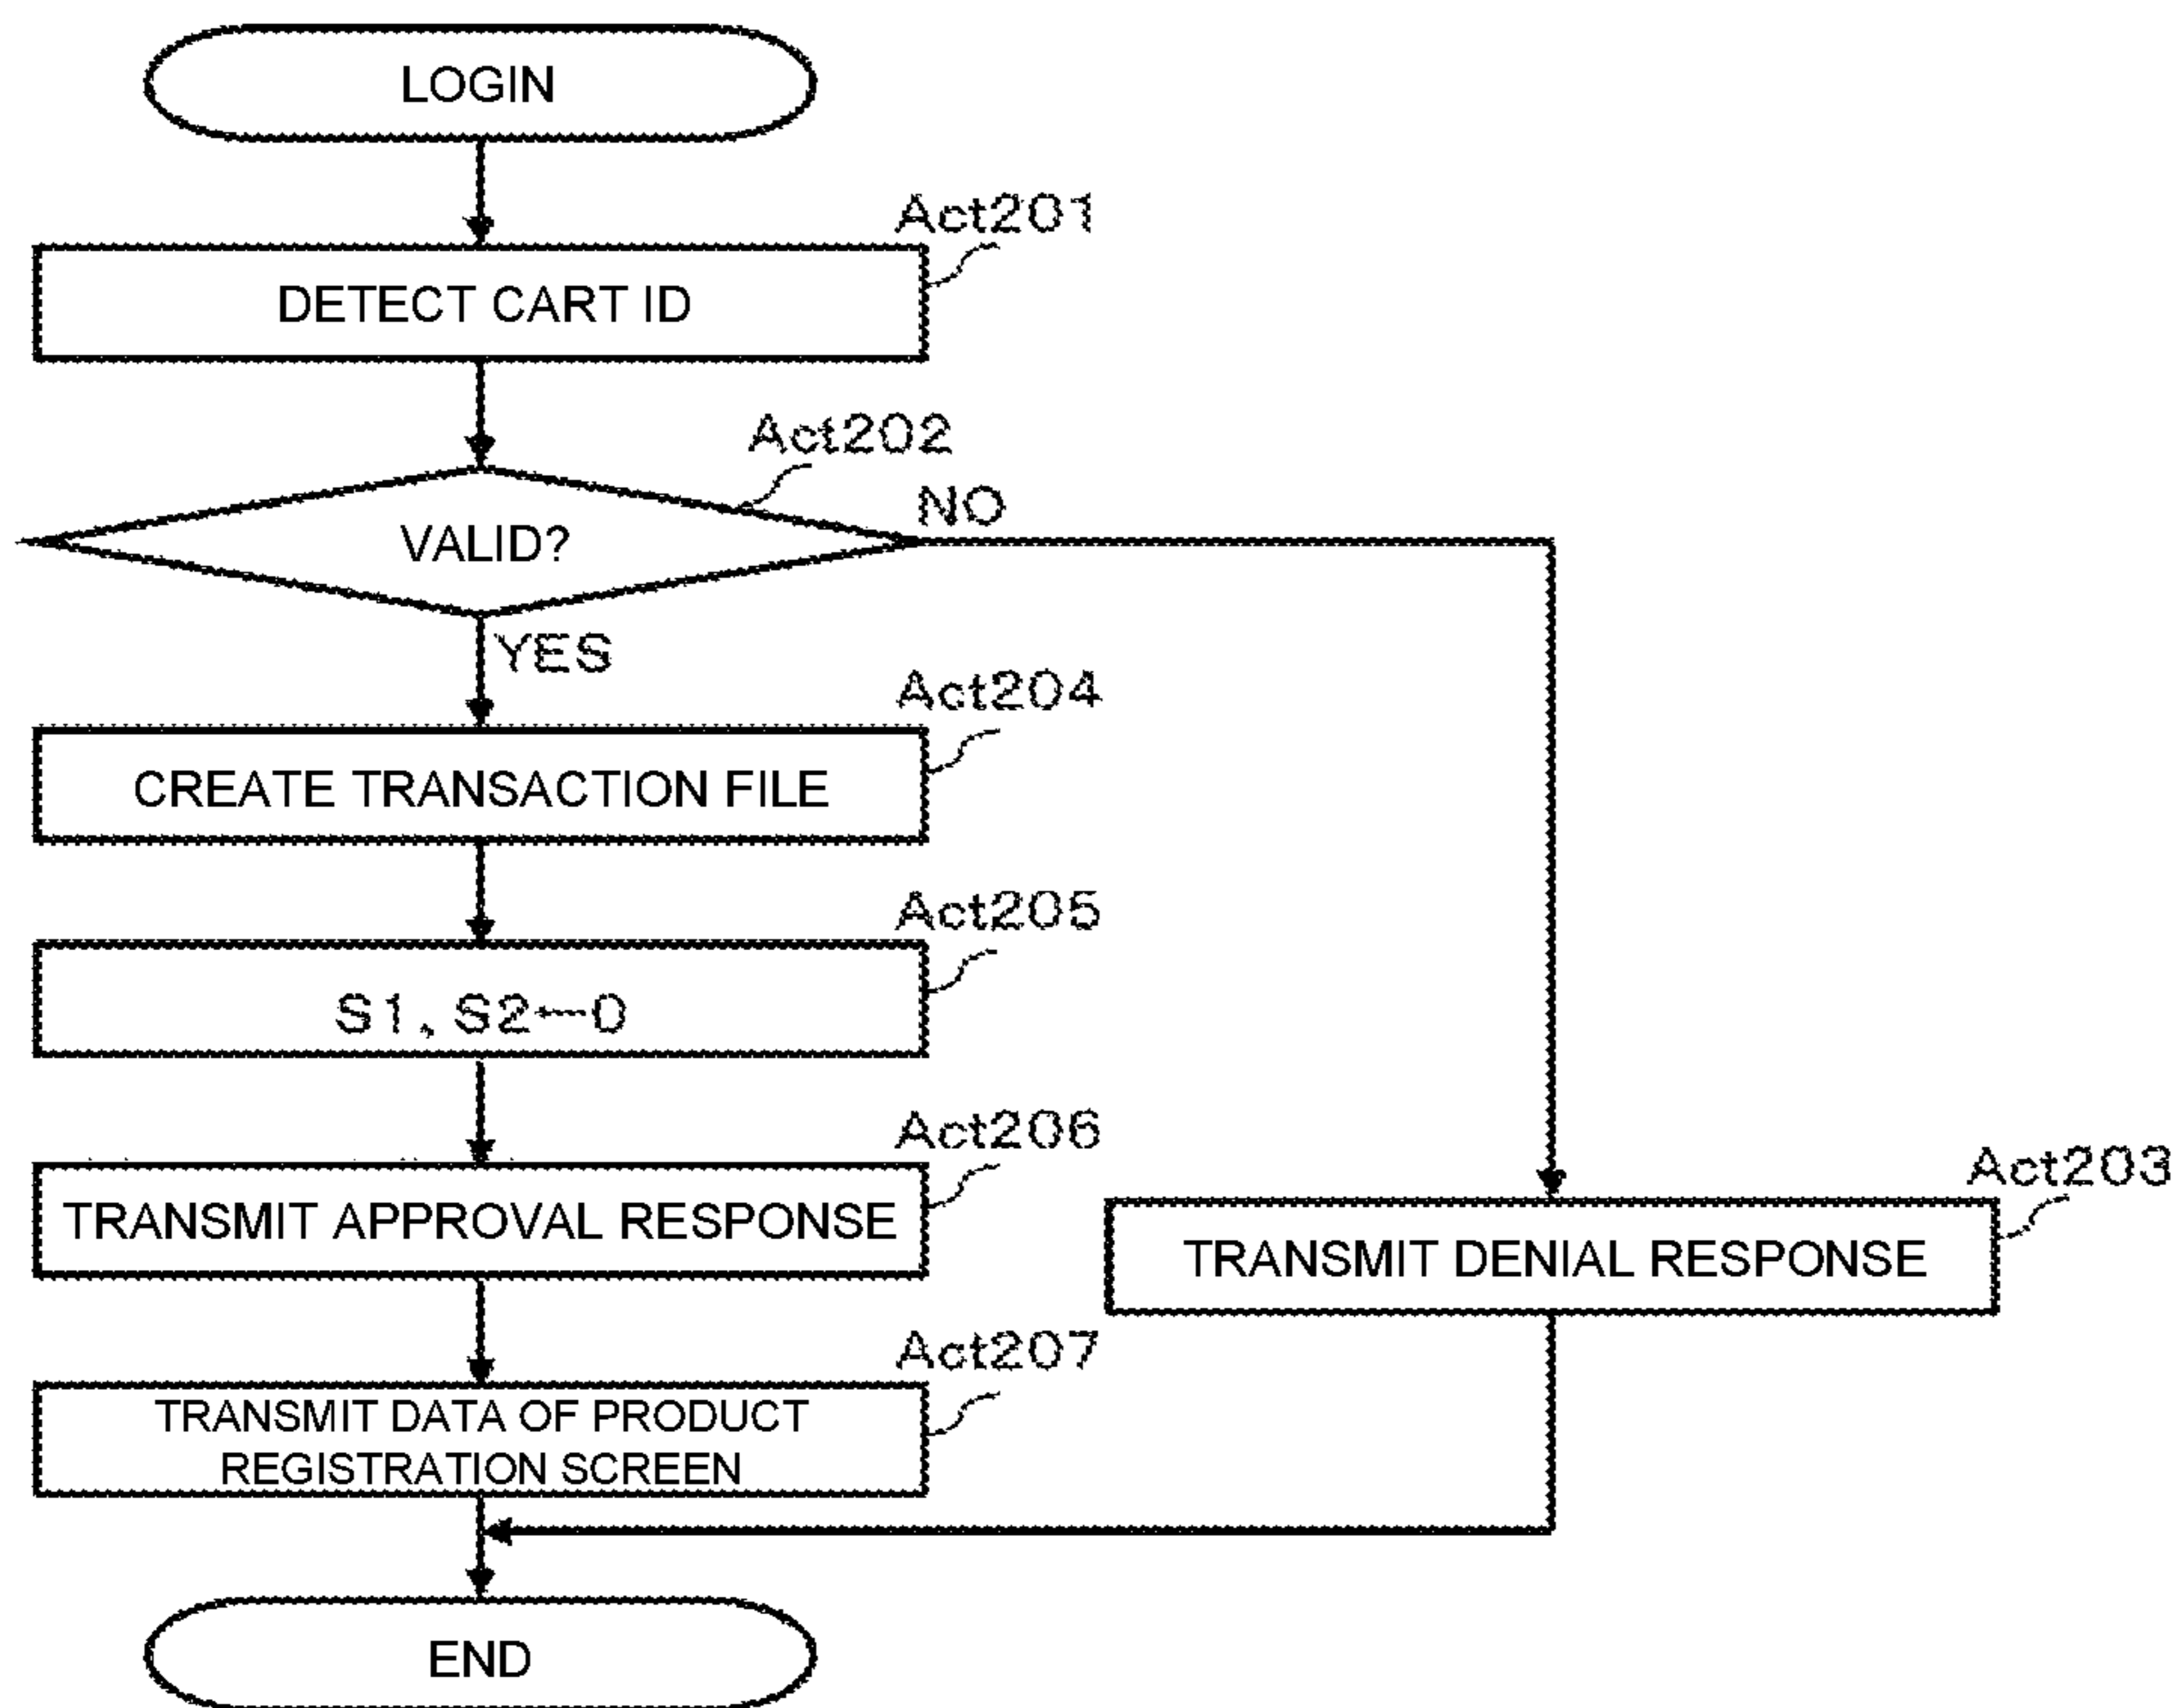 LOGIN
Act201
DETECT CART ID
Act202
NO
VALID?
YES
Act204
CREATE TRANSACTION FILE
Act205
S1, S2←0
Act206
TRANSMIT APPROVAL RESPONSE
Act203
TRANSMIT DENIAL RESPONSE
Act207
TRANSMIT DATA OF PRODUCT
REGISTRATION SCREEN
END